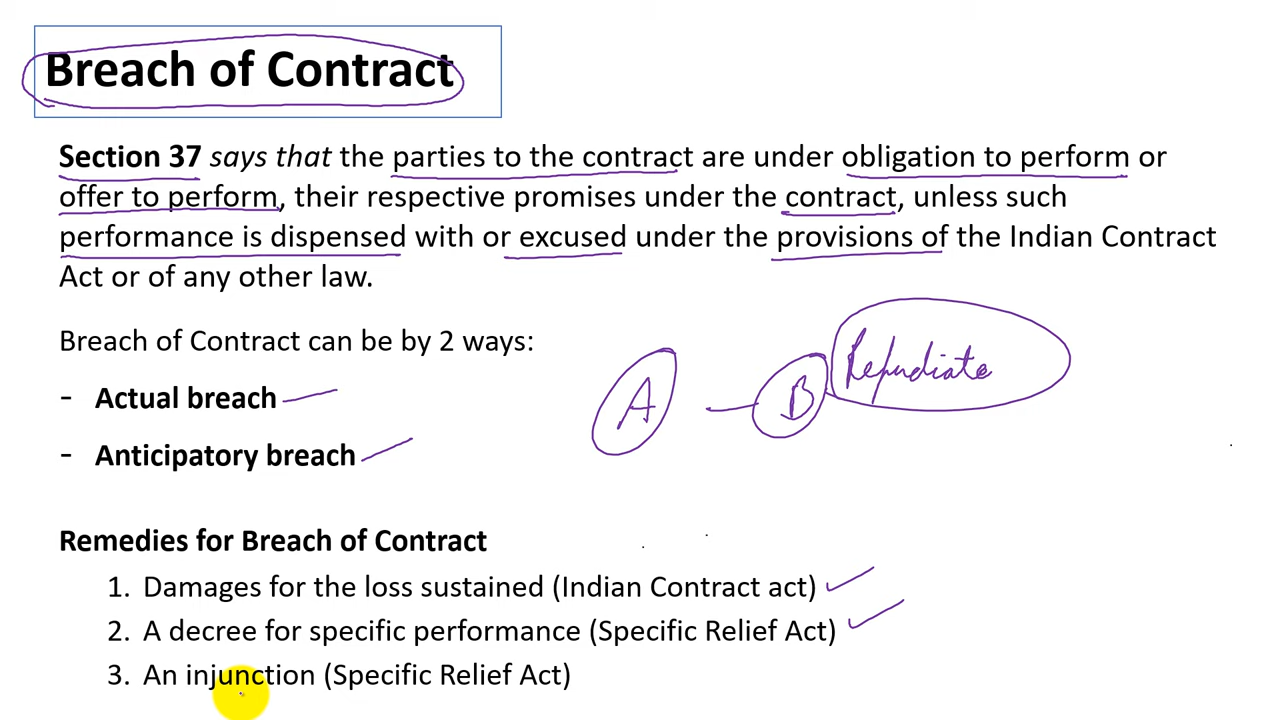 Breach of Contract
Section 37 says that the parties to the contract are under obligation to perform or
offer to perform, their respective promises under the contract, unless such
performance is dispensed with or excused under the provisions of the Indian Contract
Act or of any other law.
Breach of Contract can be by 2 ways:
- Actual breach
- Anticipatory breach
A — B Repudiate
Remedies for Breach of Contract
1. Damages for the loss sustained (Indian Contract act)
2. A decree for specific performance (Specific Relief Act)
3. An injunction (Specific Relief Act)